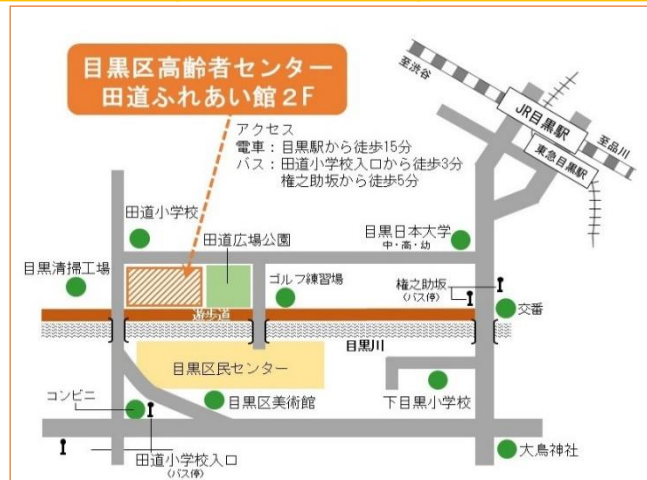 目黒区高齢者センター
田道ふれあい館2F
アクセス
電車：目黒駅から徒歩15分
バス：田道小学校入口から徒歩3分
権之助坂から徒歩5分
至渋谷
JR目黒駅
至品川
東急目黒駅
田道小学校
田道広場公園
目黒日本大学
中・高・幼
目黒清掃工場
ゴルフ練習場
権之助坂
(バス停)
交番
遊歩道
目黒川
目黒区民センター
コンビニ
目黒区美術館
下目黒小学校
田道小学校入口
(バス停)
大鳥神社